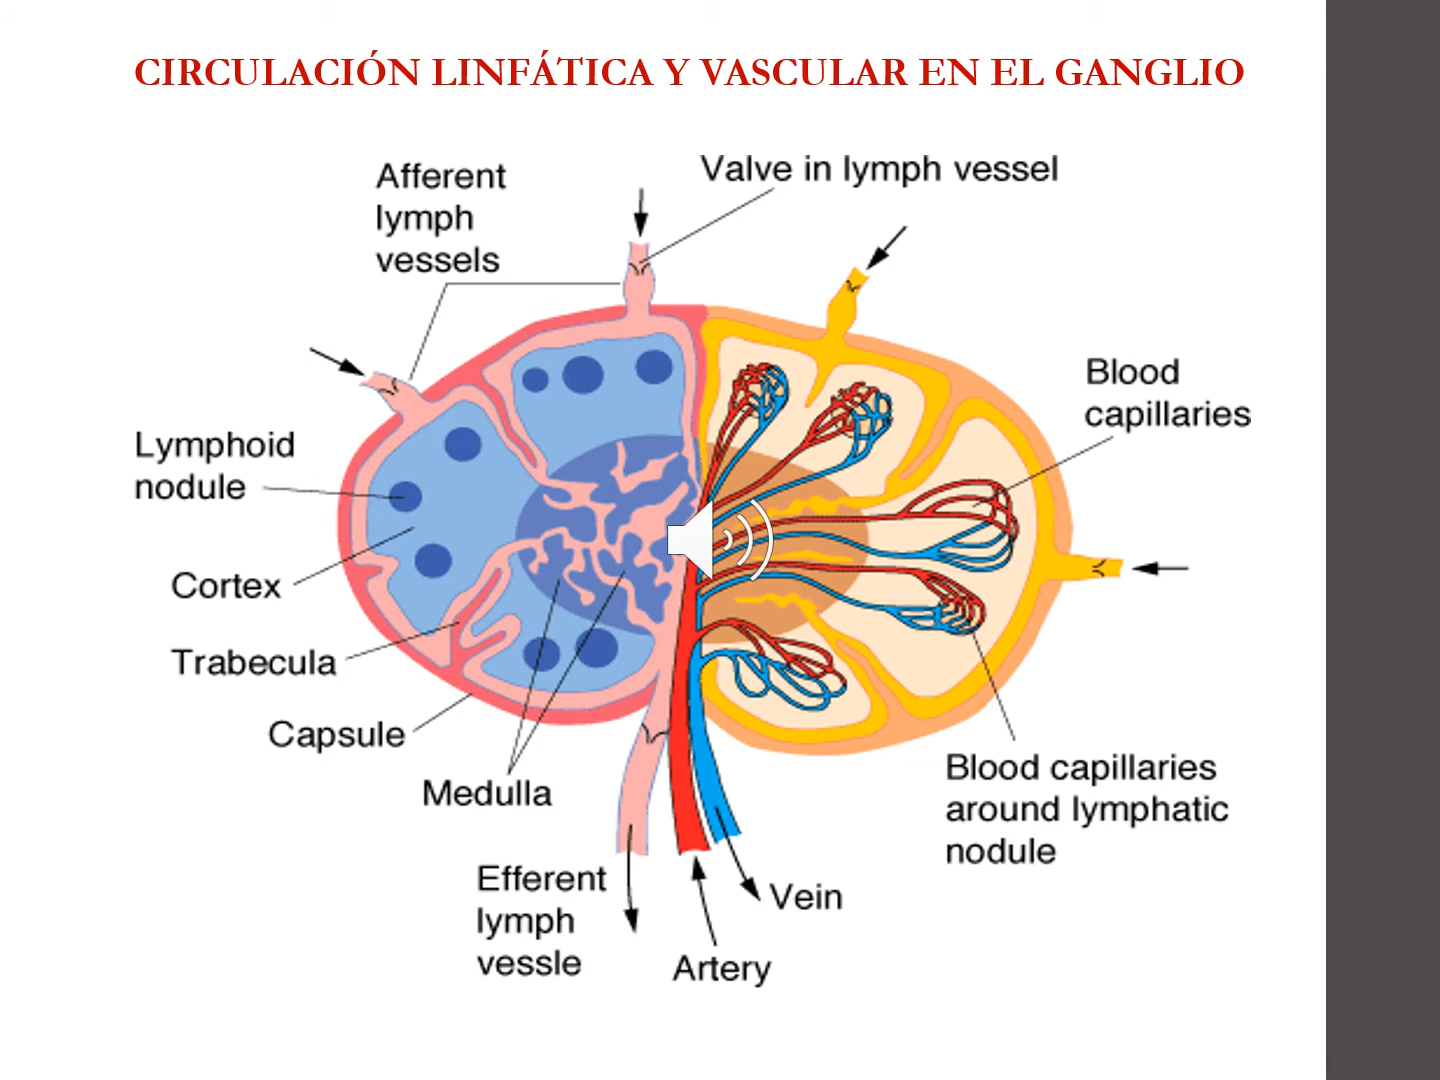 CIRCULACIÓN LINFÁTICA Y VASCULAR EN EL GANGLIO
Afferent
lymph
vessels
Valve in lymph vessel
Blood
capillaries
Lymphoid
nodule
Cortex
Trabecula
Capsule
Medulla
Blood capillaries
around lymphatic
nodule
Efferent
lymph
vessle
Vein
Artery